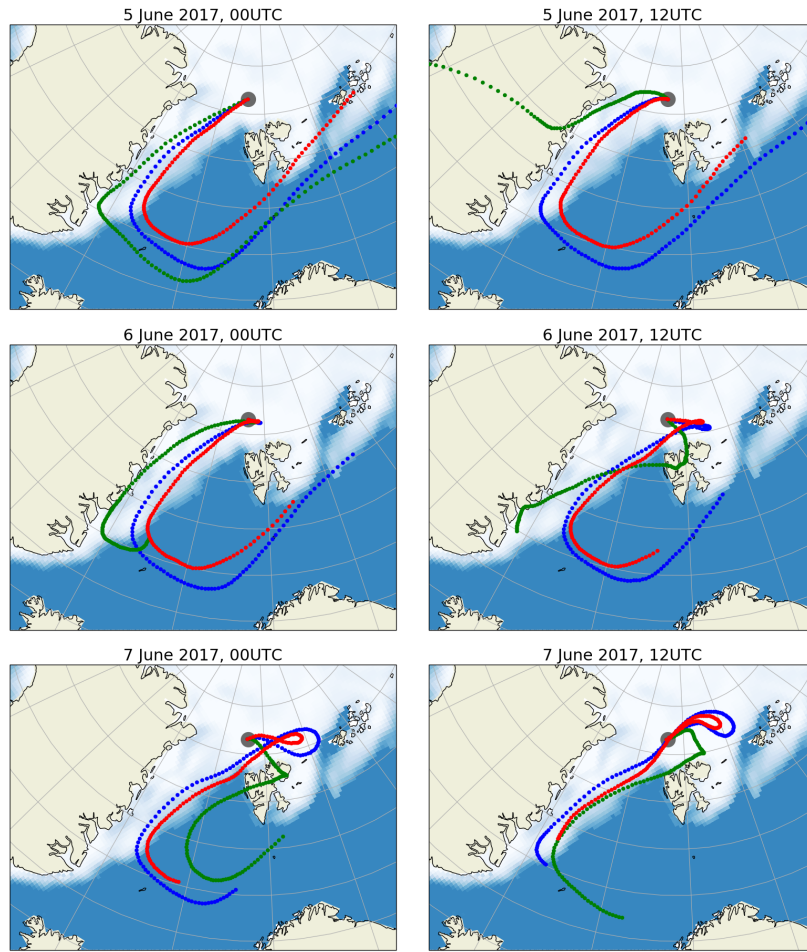 5 June 2017, 00UTC
5 June 2017, 12UTC
6 June 2017, 00UTC
6 June 2017, 12UTC
7 June 2017, 00UTC
7 June 2017, 12UTC